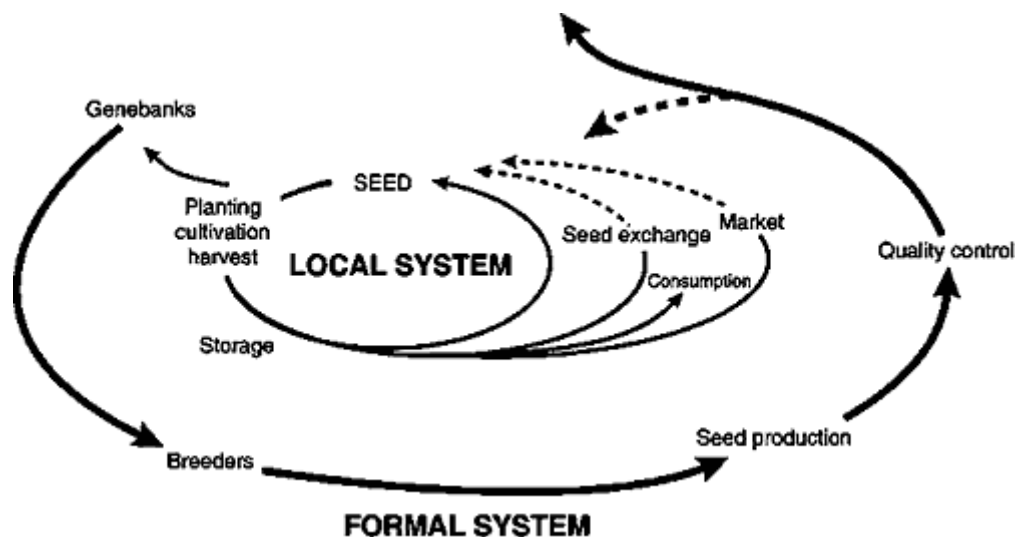 Genebanks
SEED
Planting
cultivation
harvest
Seed exchange
Market
Quality control
LOCAL SYSTEM
Consumption
Storage
Seed production
Breeders
FORMAL SYSTEM